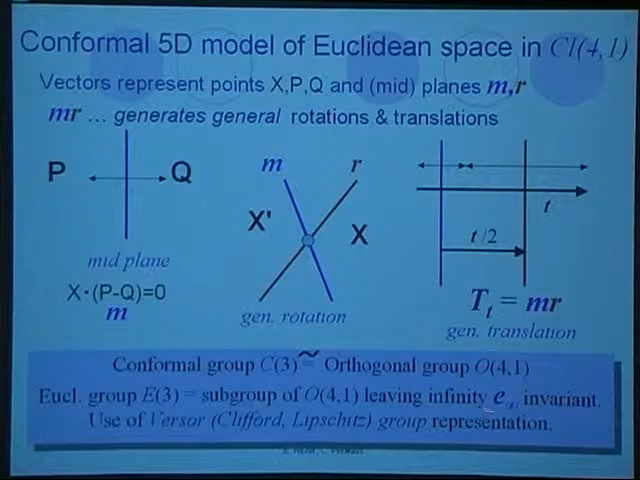 Conformal 5D model of Euclidean space in Cl(4,1)
Vectors represent points X,P,Q and (mid) planes m,r
mr ... generates general rotations & translations
P
Q
mid plane
X·(P-Q)=0
m
m
r
X'
X
gen. rotation
t
t/2
T_t = mr
gen. translation
Conformal group C(3) ≅ Orthogonal group O(4,1)
Eucl. group E(3) = subgroup of O(4,1) leaving infinity e∞ invariant.
Use of Versor (Clifford, Lipschitz) group representation.